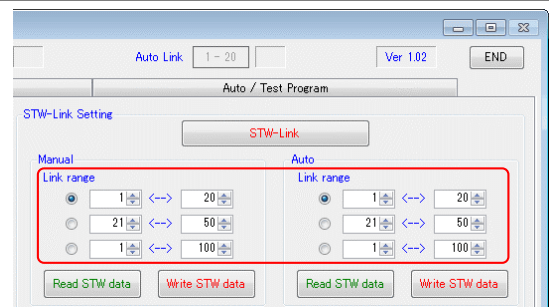 Auto Link 1 - 20 Ver 1.02 END
Auto / Test Program
STW-Link Setting
STW-Link
Manual Auto
Link range Link range
1 <--> 20 1 <--> 20
21 <--> 50 21 <--> 50
1 <--> 100 1 <--> 100
Read STW data Write STW data Read STW data Write STW data